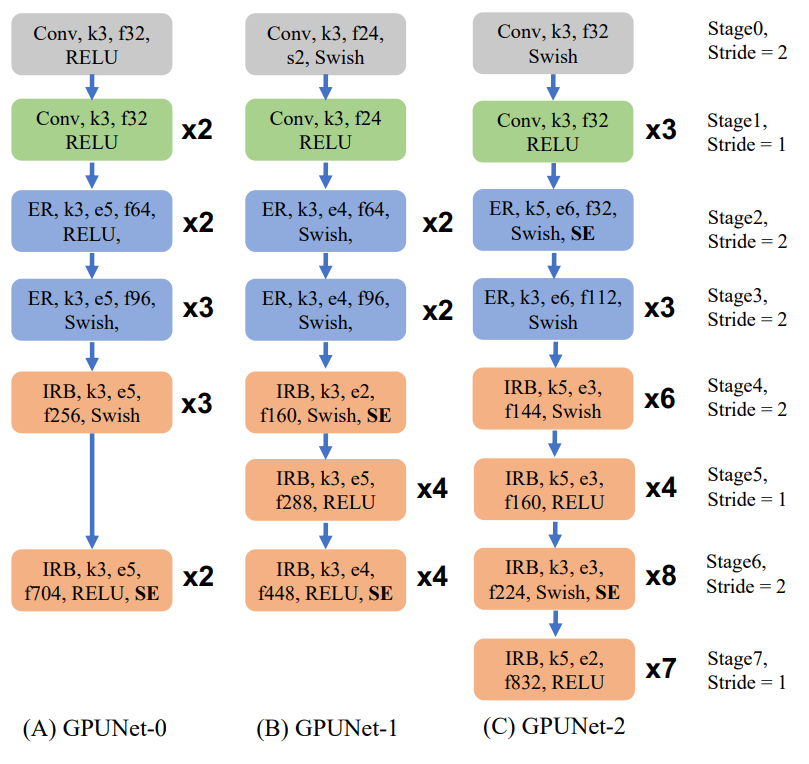 Conv, k3, f32,
RELU
Conv, k3, f24,
s2, Swish
Conv, k3, f32
Swish
Stage0,
Stride = 2
Conv, k3, f32
RELU
x2
Conv, k3, f24
RELU
Conv, k3, f32
RELU
x3
Stage1,
Stride = 1
ER, k3, e5, f64,
RELU,
x2
ER, k3, e4, f64,
Swish,
x2
ER, k5, e6, f32,
Swish, SE
Stage2,
Stride = 2
ER, k3, e5, f96,
Swish,
x3
ER, k3, e4, f96,
Swish,
x2
ER, k3, e6, f112,
Swish
x3
Stage3,
Stride = 2
IRB, k3, e5,
f256, Swish
x3
IRB, k3, e2,
f160, Swish, SE
IRB, k5, e3,
f144, Swish
x6
Stage4,
Stride = 2
IRB, k3, e5,
f288, RELU
x4
IRB, k5, e3,
f160, RELU
x4
Stage5,
Stride = 1
IRB, k3, e5,
f704, RELU, SE
x2
IRB, k3, e4,
f448, RELU, SE
x4
IRB, k3, e3,
f224, Swish, SE
x8
Stage6,
Stride = 2
IRB, k5, e2,
f832, RELU
x7
Stage7,
Stride = 1
(A) GPUNet-0
(B) GPUNet-1
(C) GPUNet-2